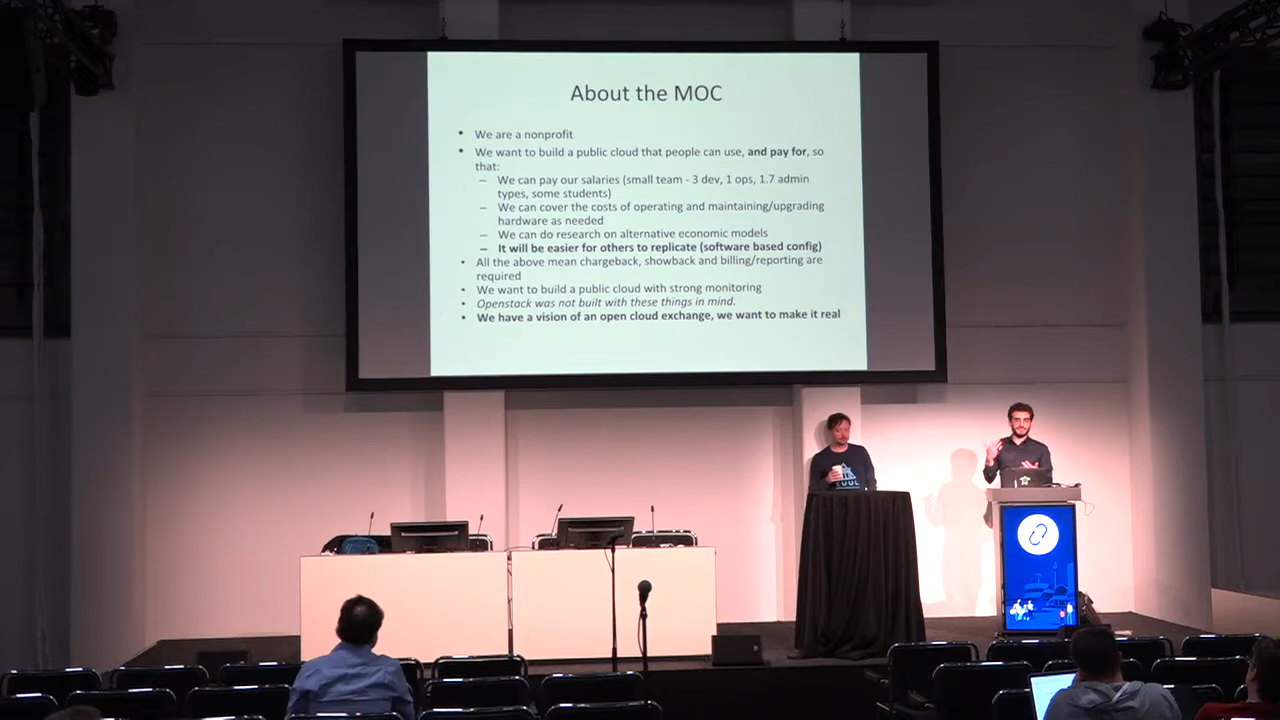 About the MOC
• We are a nonprofit
• We want to build a public cloud that people can use, and pay for, so
that:
– We can pay our salaries (small team - 3 dev, 1 ops, 1.7 admin
types, some students)
– We can cover the costs of operating and maintaining/upgrading
hardware as needed
– We can do research on alternative economic models
– It will be easier for others to replicate (software based config)
• All the above mean chargeback, showback and billing/reporting are
required
• We want to build a public cloud with strong monitoring
• Openstack was not built with these things in mind.
• We have a vision of an open cloud exchange, we want to make it real